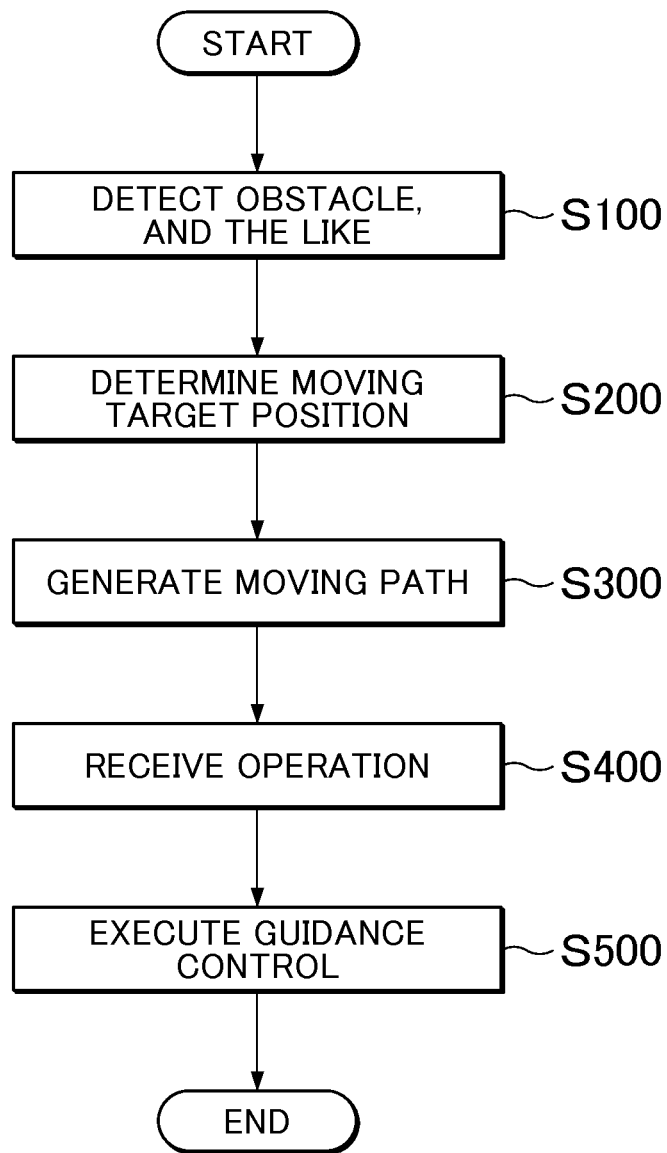 START
DETECT OBSTACLE,
AND THE LIKE
S100
DETERMINE MOVING
TARGET POSITION
S200
GENERATE MOVING PATH
S300
RECEIVE OPERATION
S400
EXECUTE GUIDANCE
CONTROL
S500
END